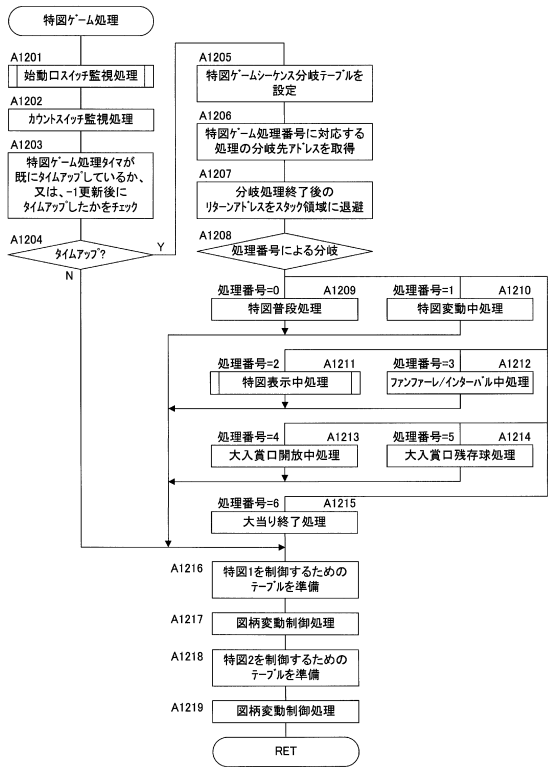 特図ゲーム処理
A1201
始動口スイッチ監視処理
A1202
カウントスイッチ監視処理
A1203
特図ゲーム処理タイマが
既にタイムアップしているか、
又は、-1更新後に
タイムアップしたかをチェック
A1204
タイムアップ?
Y
N
A1205
特図ゲームシーケンス分岐テーブルを
設定
A1206
特図ゲーム処理番号に対応する
処理の分岐先アドレスを取得
A1207
分岐処理終了後の
リターンアドレスをスタック領域に退避
A1208
処理番号による分岐
処理番号=0 A1209
特図普段処理
処理番号=1 A1210
特図変動中処理
処理番号=2 A1211
特図表示中処理
処理番号=3 A1212
ファンファーレ/インターバル中処理
処理番号=4 A1213
大入賞口開放中処理
処理番号=5 A1214
大入賞口残存球処理
処理番号=6 A1215
大当り終了処理
A1216
特図1を制御するための
テーブルを準備
A1217
図柄変動制御処理
A1218
特図2を制御するための
テーブルを準備
A1219
図柄変動制御処理
RET